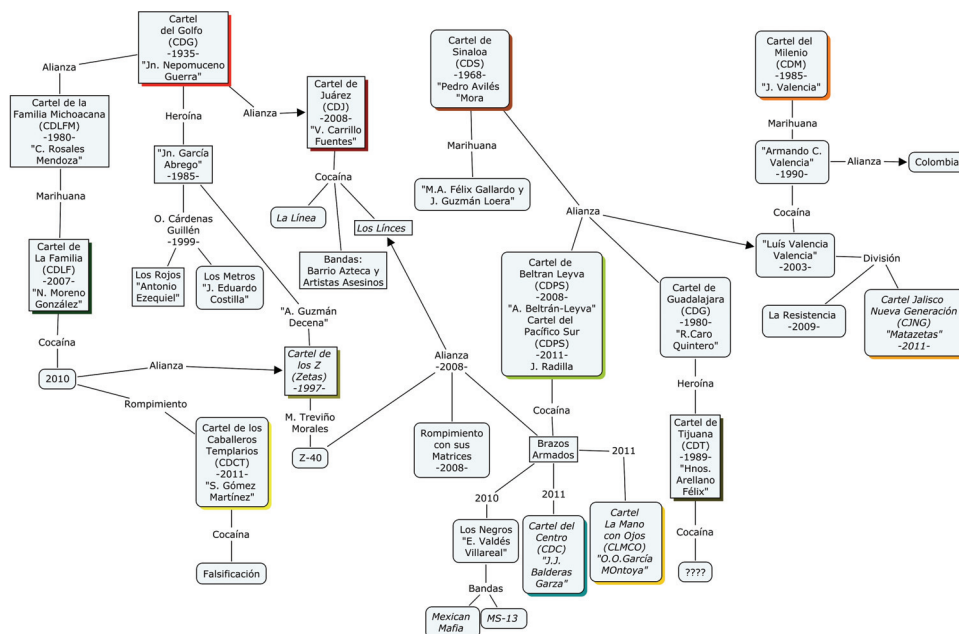 Cartel
del Golfo
(CDG)
-1935-
"Jn. Nepomuceno
Guerra"
Alianza
Cartel de la
Familia Michoacana
(CDLFM)
-1980-
"C. Rosales
Mendoza"
Marihuana
Cartel de
La Familia
(CDLF)
-2007-
"N. Moreno
González"
Cocaína
2010
Alianza
Rompimiento
Cartel de los
Caballeros
Templarios
(CDCT)
-2011-
"S. Gómez
Martínez"
Cocaína
Falsificación
Heroína
"Jn. García
Abrego"
-1985-
O. Cárdenas
Guillén
-1999-
Los Rojos
"Antonio
Ezequiel"
Los Metros
"J. Eduardo
Costilla"
"A. Guzmán
Decena"
Cartel de
los Z
(Zetas)
-1997-
M. Treviño
Morales
Z-40
Alianza
Cartel de
Juárez
(CDJ)
-2008-
"V. Carrillo
Fuentes"
Cocaína
La Línea
Los Línces
Bandas:
Barrio Azteca y
Artistas Asesinos
Alianza
-2008-
Rompimiento
con sus
Matrices
-2008-
Cartel de
Sinaloa
(CDS)
-1968-
"Pedro Avilés"
"Mora
Marihuana
"M.A. Félix Gallardo y
J. Guzmán Loera"
Alianza
Cartel de
Beltran Leyva
(CDPS)
-2008-
"A. Beltrán-Leyva"
Cartel del
Pacífico Sur
(CDPS)
-2011-
J. Radilla
Cocaína
Brazos
Armados
2010
Los Negros
"E. Valdés
Villareal"
Bandas
Mexican
Mafia
MS-13
2011
Cartel del
Centro
(CDC)
"J.J.
Balderas
Garza"
2011
Cartel
La Mano
con Ojos
(CLMCO)
"O.O.García
MOntoya"
Cartel de
Guadalajara
(CDG)
-1980-
"R.Caro
Quintero"
Heroína
Cartel de
Tijuana
(CDT)
-1989-
"Hnos.
Arellano
Félix"
Cocaína
????
Cartel del
Milenio
(CDM)
-1985-
"J. Valencia"
Marihuana
"Armando C.
Valencia"
-1990-
Alianza
Colombia
Cocaína
"Luís Valencia
Valencia"
-2003-
División
La Resistencia
-2009-
Cartel Jalisco
Nueva Generación
(CJNG)
"Matazetas"
-2011-